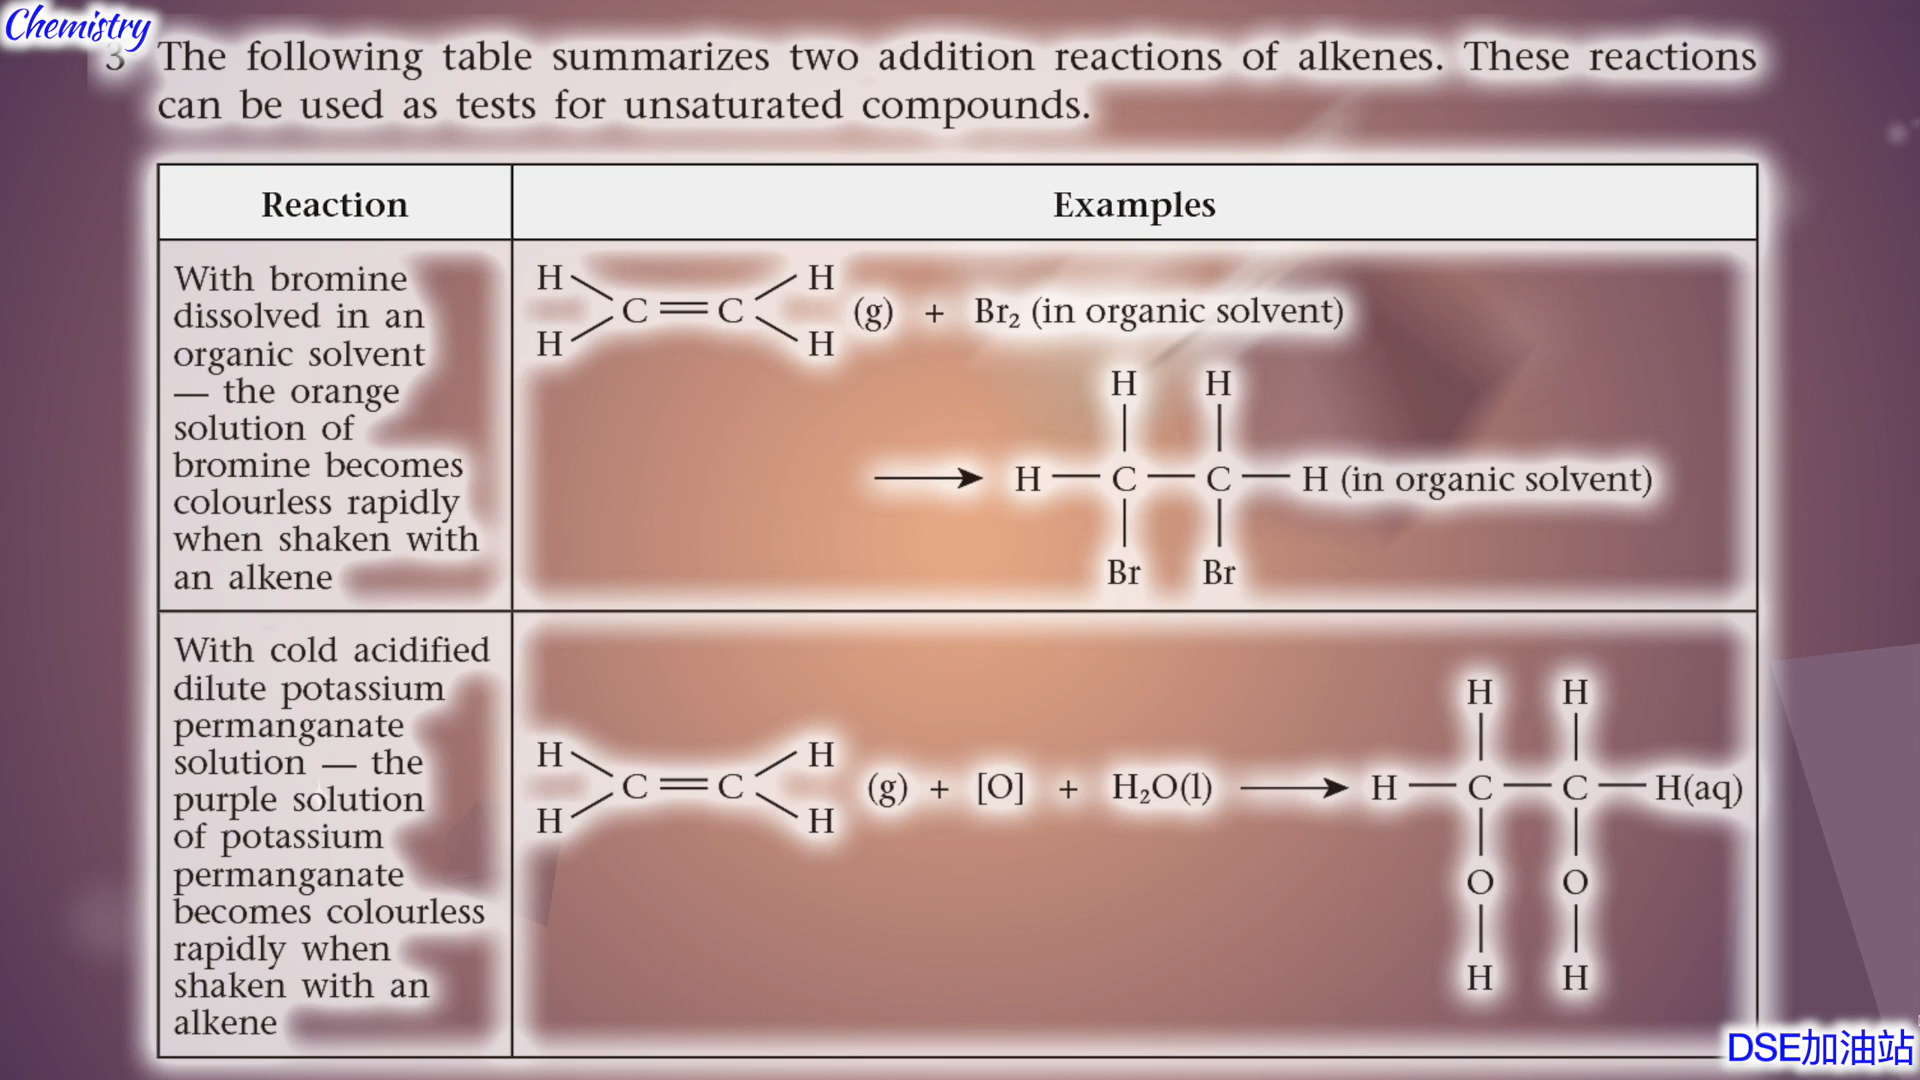 Chemistry
3 The following table summarizes two addition reactions of alkenes. These reactions
can be used as tests for unsaturated compounds.
Reaction
Examples
With bromine
dissolved in an
organic solvent
— the orange
solution of
bromine becomes
colourless rapidly
when shaken with
an alkene
H H
C C (g) + Br₂ (in organic solvent)
H H
H H
H C C H (in organic solvent)
Br Br
With cold acidified
dilute potassium
permanganate
solution — the
purple solution
of potassium
permanganate
becomes colourless
rapidly when
shaken with an
alkene
H H
H H
C C (g) + [O] + H₂O(l) H C C H(aq)
H H
O O
H H
DSE加油站